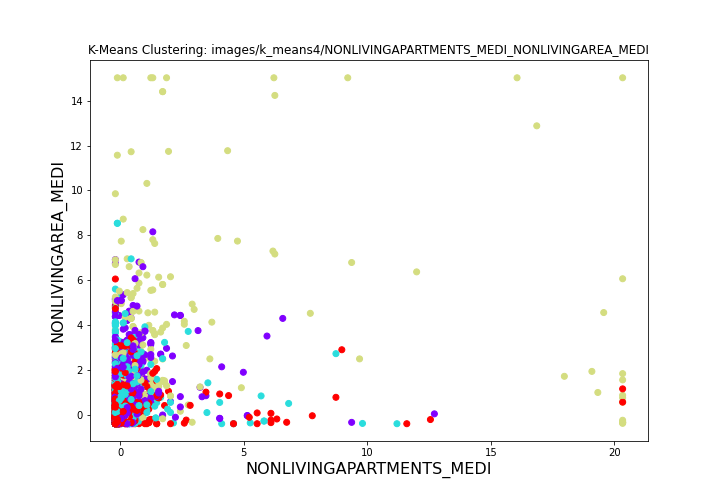 K-Means Clustering: images/k_means4/NONLIVINGAPARTMENTS_MEDI_NONLIVINGAREA_MEDI
14
12
10
8
6
4
2
0
NONLIVINGAREA_MEDI
0 5 10 15 20
NONLIVINGAPARTMENTS_MEDI